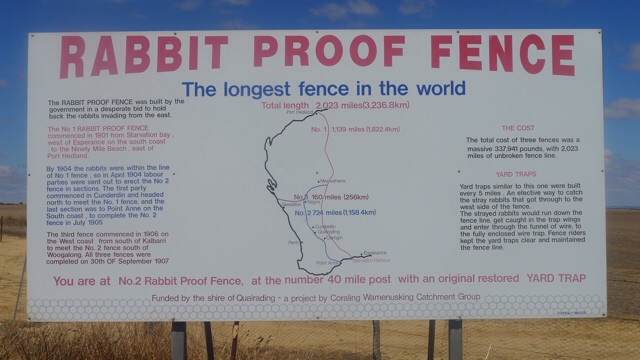 RABBIT PROOF FENCE
The longest fence in the world
Total length 2,023 miles(3,236.8km)
The RABBIT PROOF FENCE was built by the
government in a desperate bid to hold
back the rabbits invading from the east.
The No 1 RABBIT PROOF FENCE
commenced in 1901 from Starvation bay ,
west of Esperance on the south coast
, to the Ninety Mile Beach , east of
Port Hedland.
By 1904 the rabbits were within the line
of No 1 fence , so in April 1904 labour
parties were sent out to erect the No 2
fence in sections. The first party
commenced in Cunderdin and headed
north to meet the No. 1 fence, and the
last section was to Point Anne on the
South coast , to complete the No. 2
fence in July 1905
The third fence commenced in 1906 on
the West coast from south of Kalbarri
to meet the No. 2 fence south of
Woogalong. All three fences were
completed on 30th OF September 1907
Port Hedland
No. 1 1,139 miles (1,822.4km)
Meekatharra
No.3 160 miles (256km)
No. 2 724 miles (1,158.4km)
Cunderdin
Quairading
Corrigin
Perth
Esperance
THE COST
The total cost of three fences was a
massive 337,941 pounds, with 2,023
miles of unbroken fence line.
YARD TRAPS
Yard traps similar to this one were built
every 5 miles . An elective way to catch
the stray rabbits that got through to the
west side of the fence.
The strayed rabbits would run down the
fence line, get caught in the trap wings
and enter through the funnel of wire, to
the fully enclosed wire trap. Fence riders
kept the yard traps clear and maintained
the fence line.
You are at No.2 Rabbit Proof Fence, at the number 40 mile post with an original restored YARD TRAP
Funded by the shire of Quairading - a project by Consling Wamenusking Catchment Group